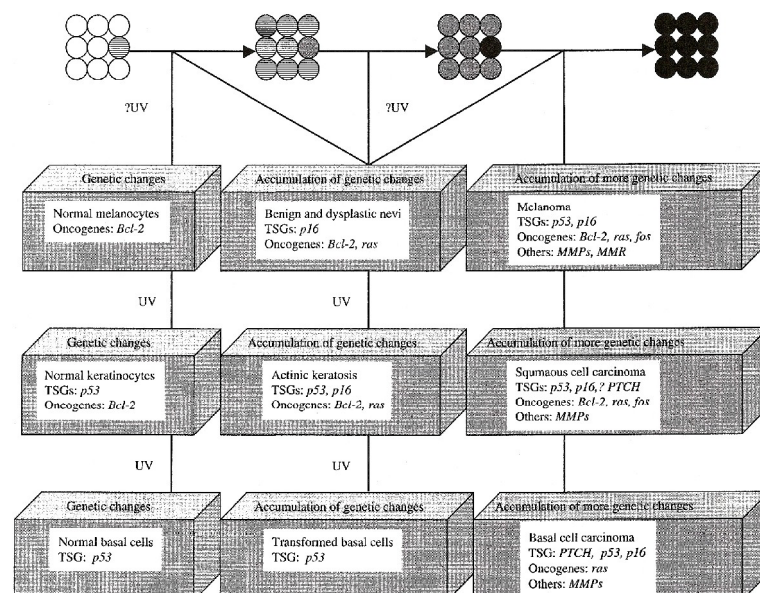 ?UV
?UV
Genetic changes
Accumulation of genetic changes
Accumulation of more genetic changes
Normal melanocytes
Oncogenes: Bcl-2
Benign and dysplastic nevi
TSGs: p16
Oncogenes: Bcl-2, ras
Melanoma
TSGs: p53, p16
Oncogenes: Bcl-2, ras, fos
Others: MMPs, MMR
UV
UV
Genetic changes
Accumulation of genetic changes
Accumulation of more genetic changes
Normal keratinocytes
TSGs: p53
Oncogenes: Bcl-2
Actinic keratosis
TSGs: p53, p16
Oncogenes: Bcl-2, ras
Squmaous cell carcinoma
TSGs: p53, p16,? PTCH
Oncogenes: Bcl-2, ras, fos
Others: MMPs
UV
UV
Genetic changes
Accumulation of genetic changes
Accumulation of more genetic changes
Normal basal cells
TSG: p53
Transformed basal cells
TSG: p53
Basal cell carcinoma
TSG: PTCH, p53, p16
Oncogenes: ras
Others: MMPs